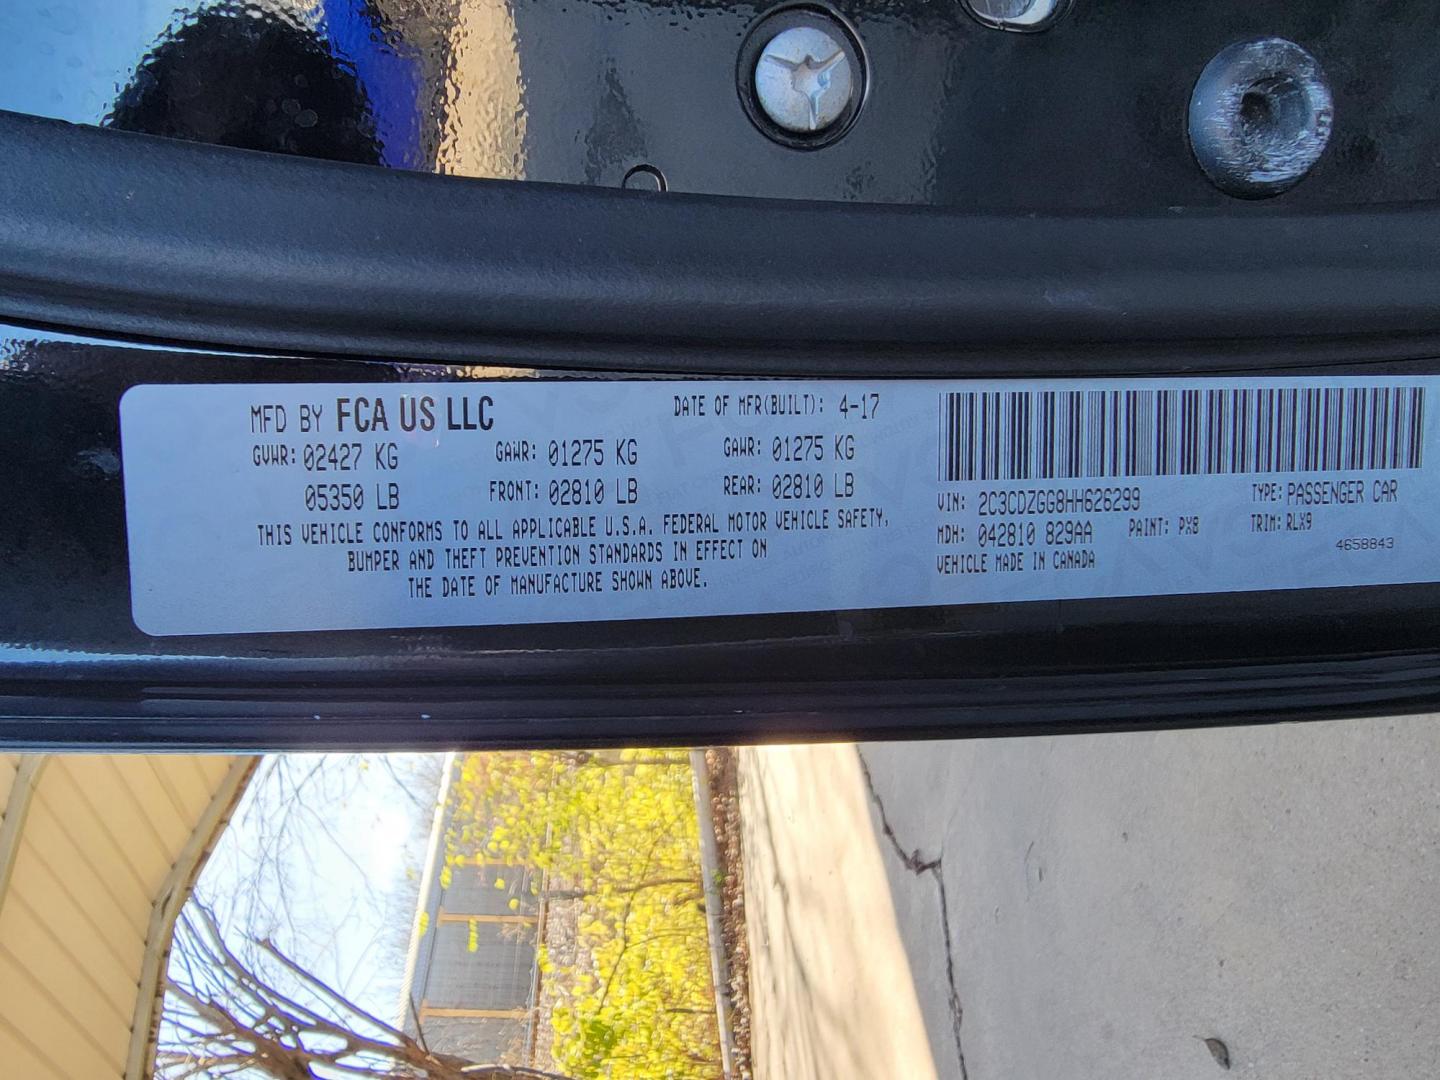 MFD BY FCA US LLC
DATE OF MFR(BUILT): 4-17
GVWR: 02427 KG
GAWR: 01275 KG
GAWR: 01275 KG
05350 LB
FRONT: 02810 LB
REAR: 02810 LB
THIS VEHICLE CONFORMS TO ALL APPLICABLE U.S.A. FEDERAL MOTOR VEHICLE SAFETY,
BUMPER AND THEFT PREVENTION STANDARDS IN EFFECT ON
THE DATE OF MANUFACTURE SHOWN ABOVE.
VIN: 2C3CDZGG8HH626299
TYPE: PASSENGER CAR
MDH: 042810 829AA
PAINT: PX8
TRIM: RLX9
VEHICLE MADE IN CANADA
4658843